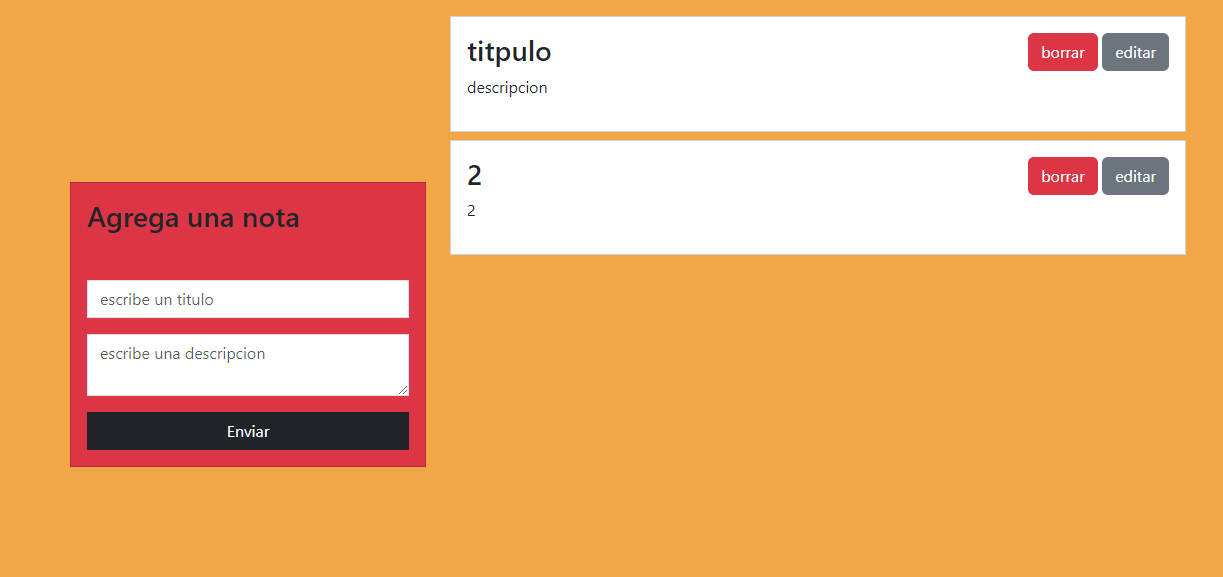 Agrega una nota
escribe un titulo
escribe una descripcion
Enviar
titpulo
borrar editar
descripcion
2
borrar editar
2